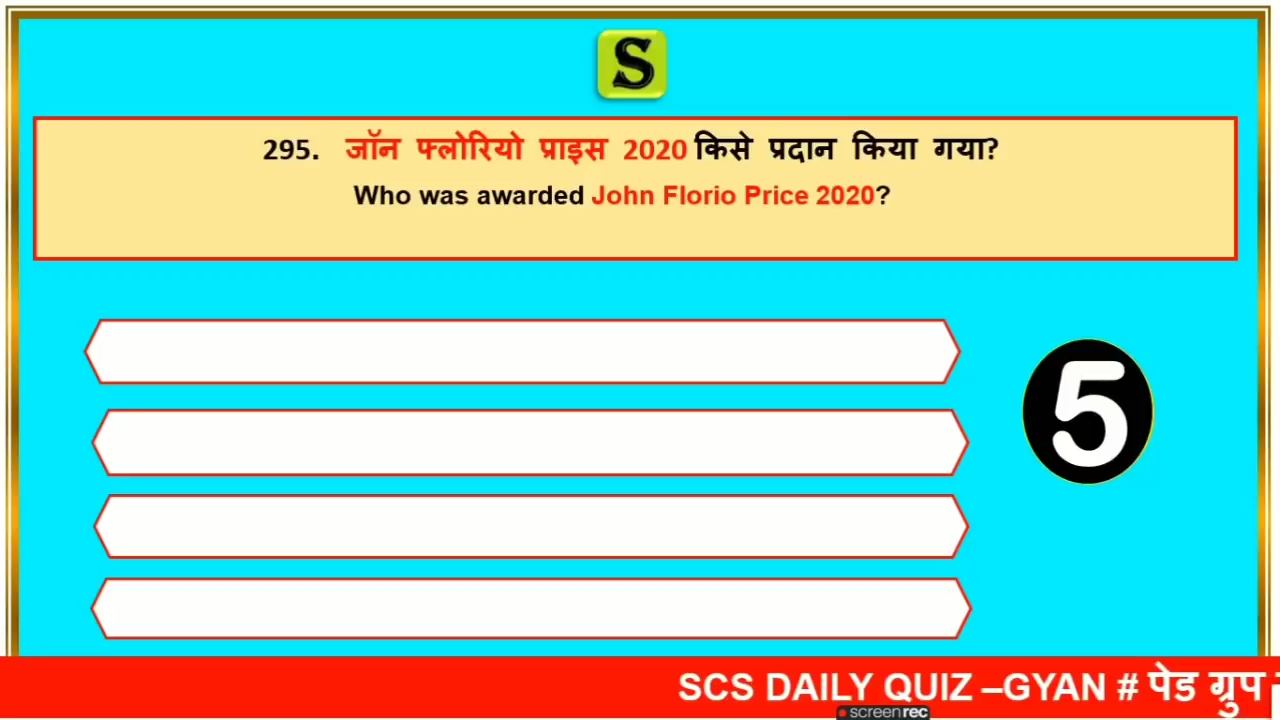 S
295. जॉन फ्लोरियो प्राइस 2020 किसे प्रदान किया गया?
Who was awarded John Florio Price 2020?
5
SCS DAILY QUIZ –GYAN # पेड ग्रुप
screenrec